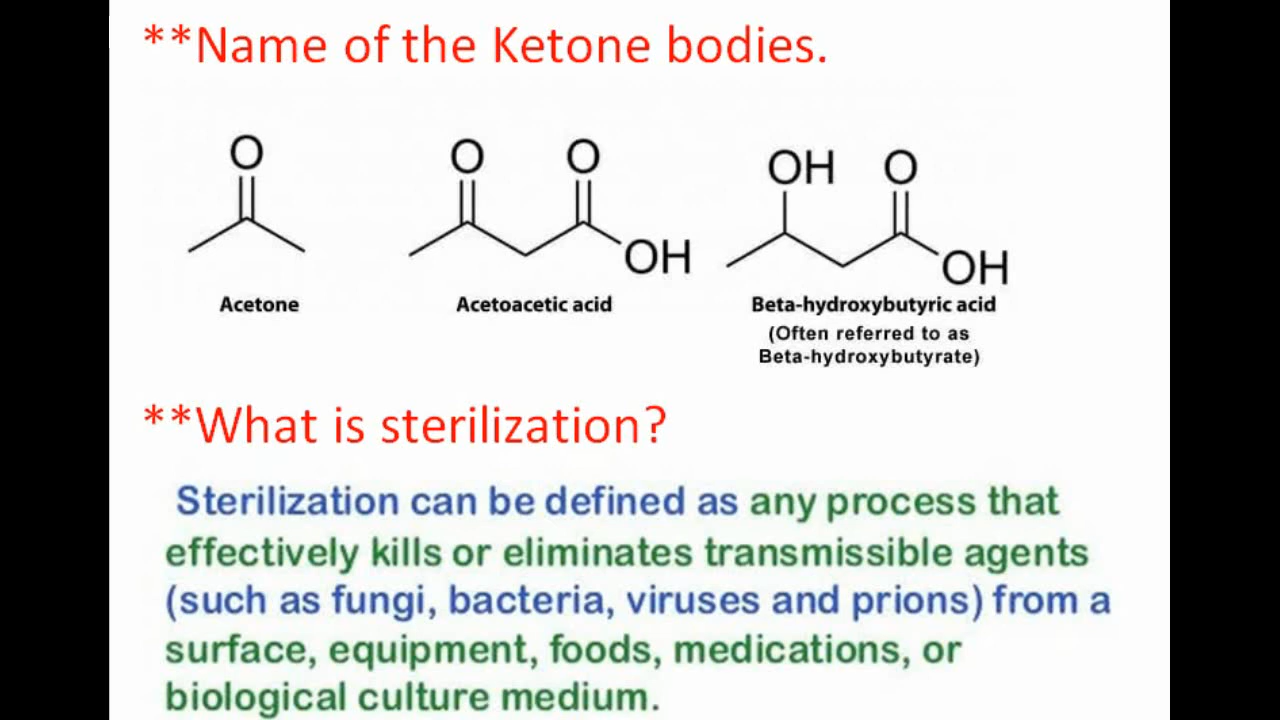 **Name of the Ketone bodies.
O
O O
OH
OH O
OH
Acetone
Acetoacetic acid
Beta-hydroxybutyric acid
(Often referred to as
Beta-hydroxybutyrate)
**What is sterilization?
Sterilization can be defined as any process that
effectively kills or eliminates transmissible agents
(such as fungi, bacteria, viruses and prions) from a
surface, equipment, foods, medications, or
biological culture medium.